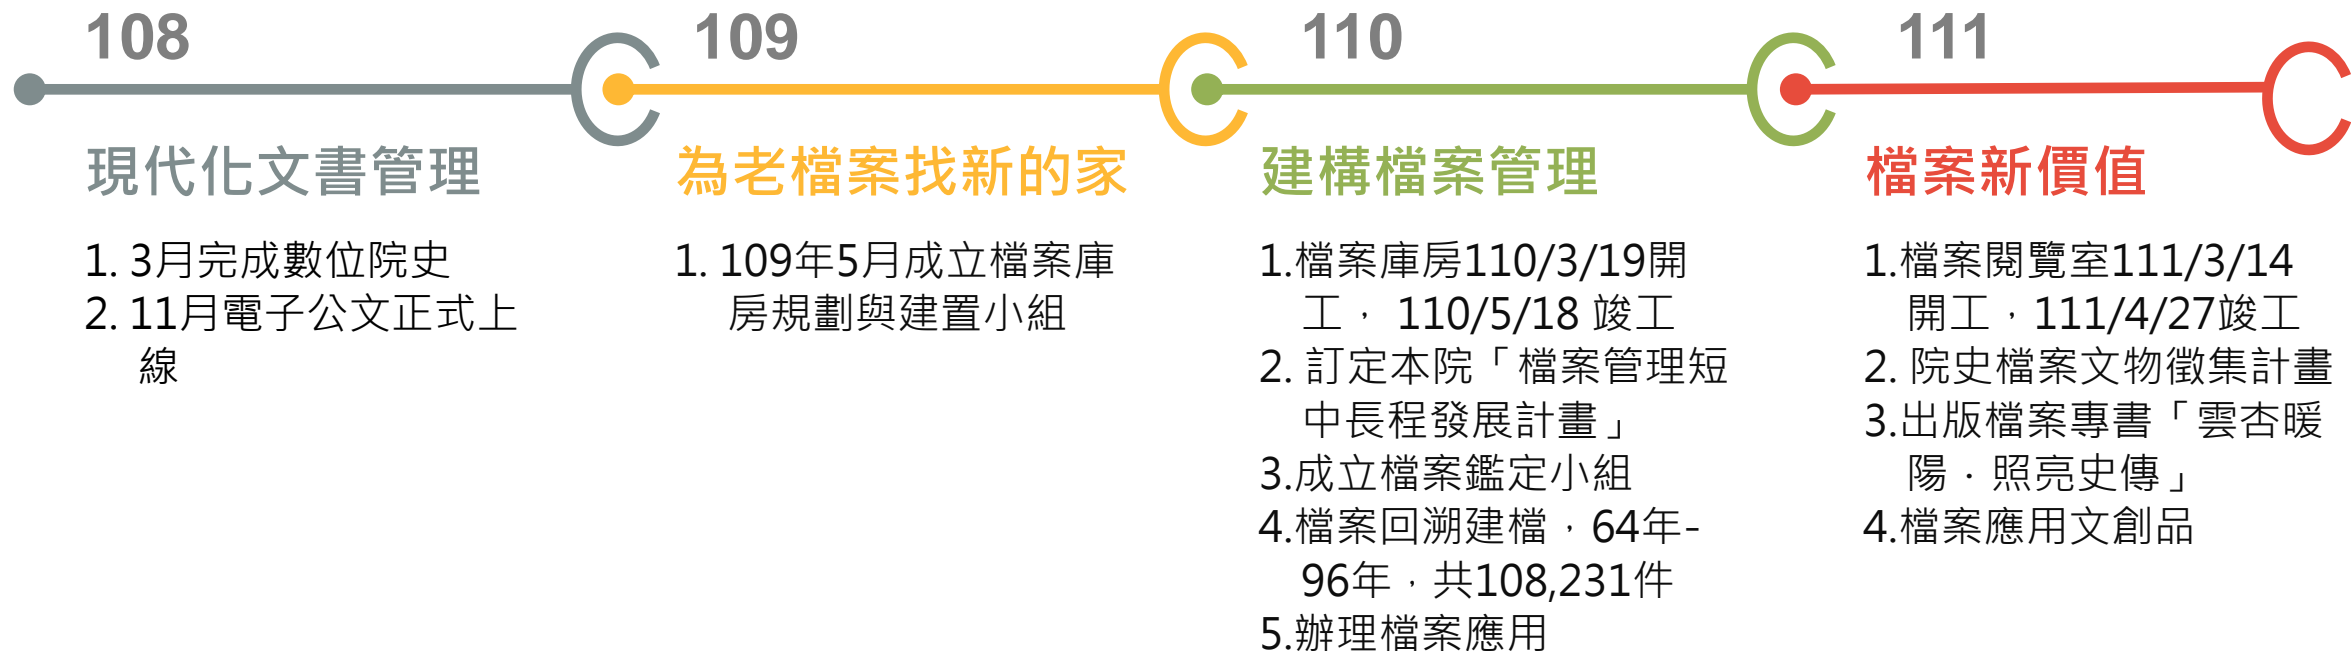 108
現代化文書管理
1. 3月完成數位院史
2. 11月電子公文正式上
線
109
為老檔案找新的家
1. 109年5月成立檔案庫
房規劃與建置小組
110
建構檔案管理
1.檔案庫房110/3/19開
工， 110/5/18 竣工
2. 訂定本院「檔案管理短
中長程發展計畫」
3.成立檔案鑑定小組
4.檔案回溯建檔，64年-
96年，共108,231件
5.辦理檔案應用
111
檔案新價值
1.檔案閱覽室111/3/14
開工，111/4/27竣工
2. 院史檔案文物徵集計畫
3.出版檔案專書「雲杏暖
陽．照亮史傳」
4.檔案應用文創品